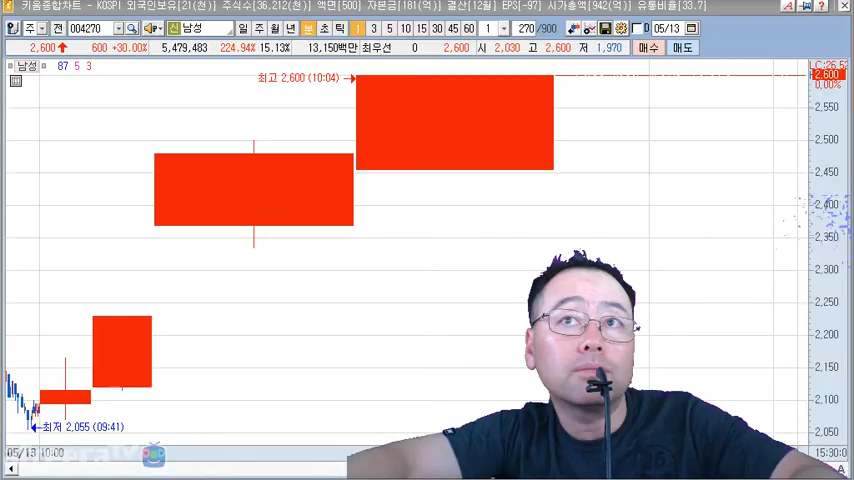 키움종합차트 - KOSPI 외국인보유[21(천)] 주식수[36,212(천)] 액면[500] 자본금[181(억)] 결산[12월] EPS[-97] 시가총액[942(억)] 유통비율[33.7]
주 전 004270 신 남성 일 주 월 년 분 초 틱 1 3 5 10 15 30 45 60 1 270 /900 D 05/13
2,600 600 +30.00% 5,479,483 224.94% 15.13% 13,150백만 최우선 0 2,600 시 2,030 고 2,600 저 1,970 매수 매도
남성 87 5 3
LC:26.52
최고 2,600 (10:04)
2,600
0.00%
2,550
2,500
2,450
2,400
2,350
2,300
2,250
2,200
2,150
2,100
2,050
최저 2,055 (09:41)
05/13 10:00
15:30:0
A